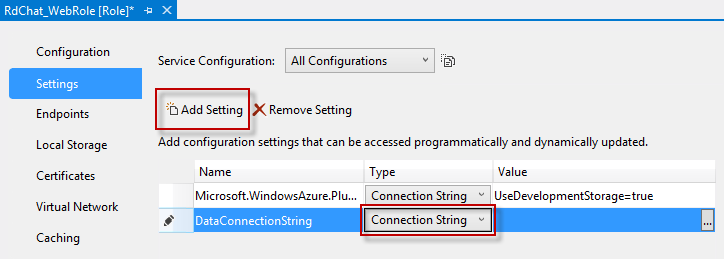 RdChat_WebRole [Role]*
Configuration
Settings
Endpoints
Local Storage
Certificates
Virtual Network
Caching
Service Configuration: All Configurations
Add Setting Remove Setting
Add configuration settings that can be accessed programmatically and dynamically updated.
Name Type Value
Microsoft.WindowsAzure.Plu... Connection String UseDevelopmentStorage=true
DataConnectionString Connection String ...